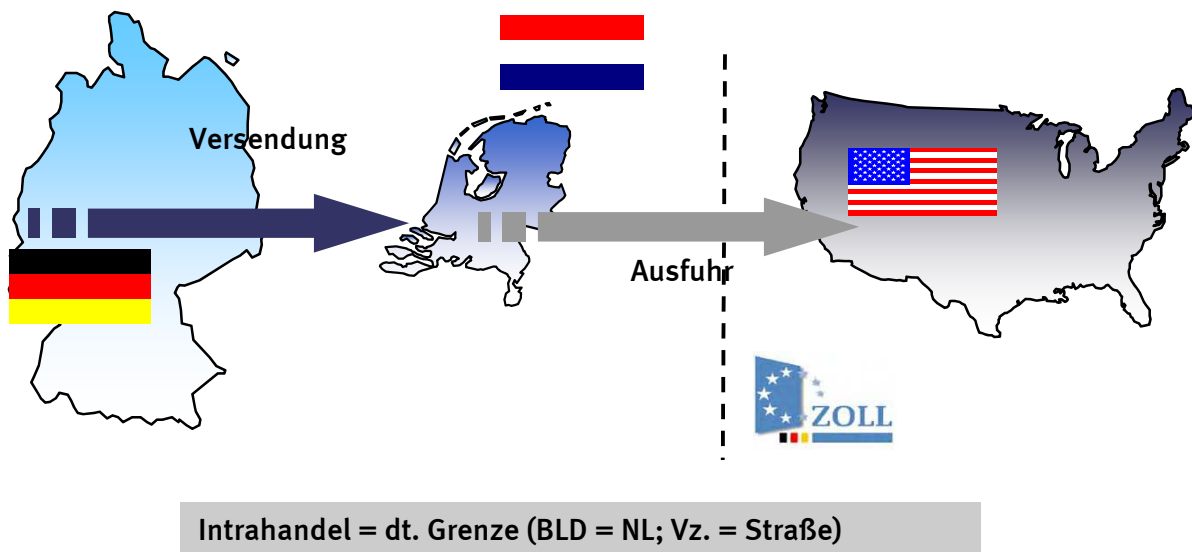 Versendung
Ausfuhr
ZOLL
Intrahandel = dt. Grenze (BLD = NL; Vz. = Straße)